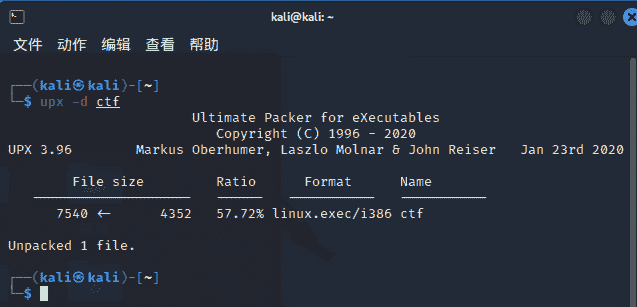 kali@kali: ~
文件 动作 编辑 查看 帮助
┌──(kali㉿kali)-[~]
└─$ upx -d ctf
Ultimate Packer for eXecutables
Copyright (C) 1996 - 2020
UPX 3.96 Markus Oberhumer, Laszlo Molnar & John Reiser Jan 23rd 2020
File size Ratio Format Name
7540 <- 4352 57.72% linux.exec/i386 ctf
Unpacked 1 file.
┌──(kali㉿kali)-[~]
└─$